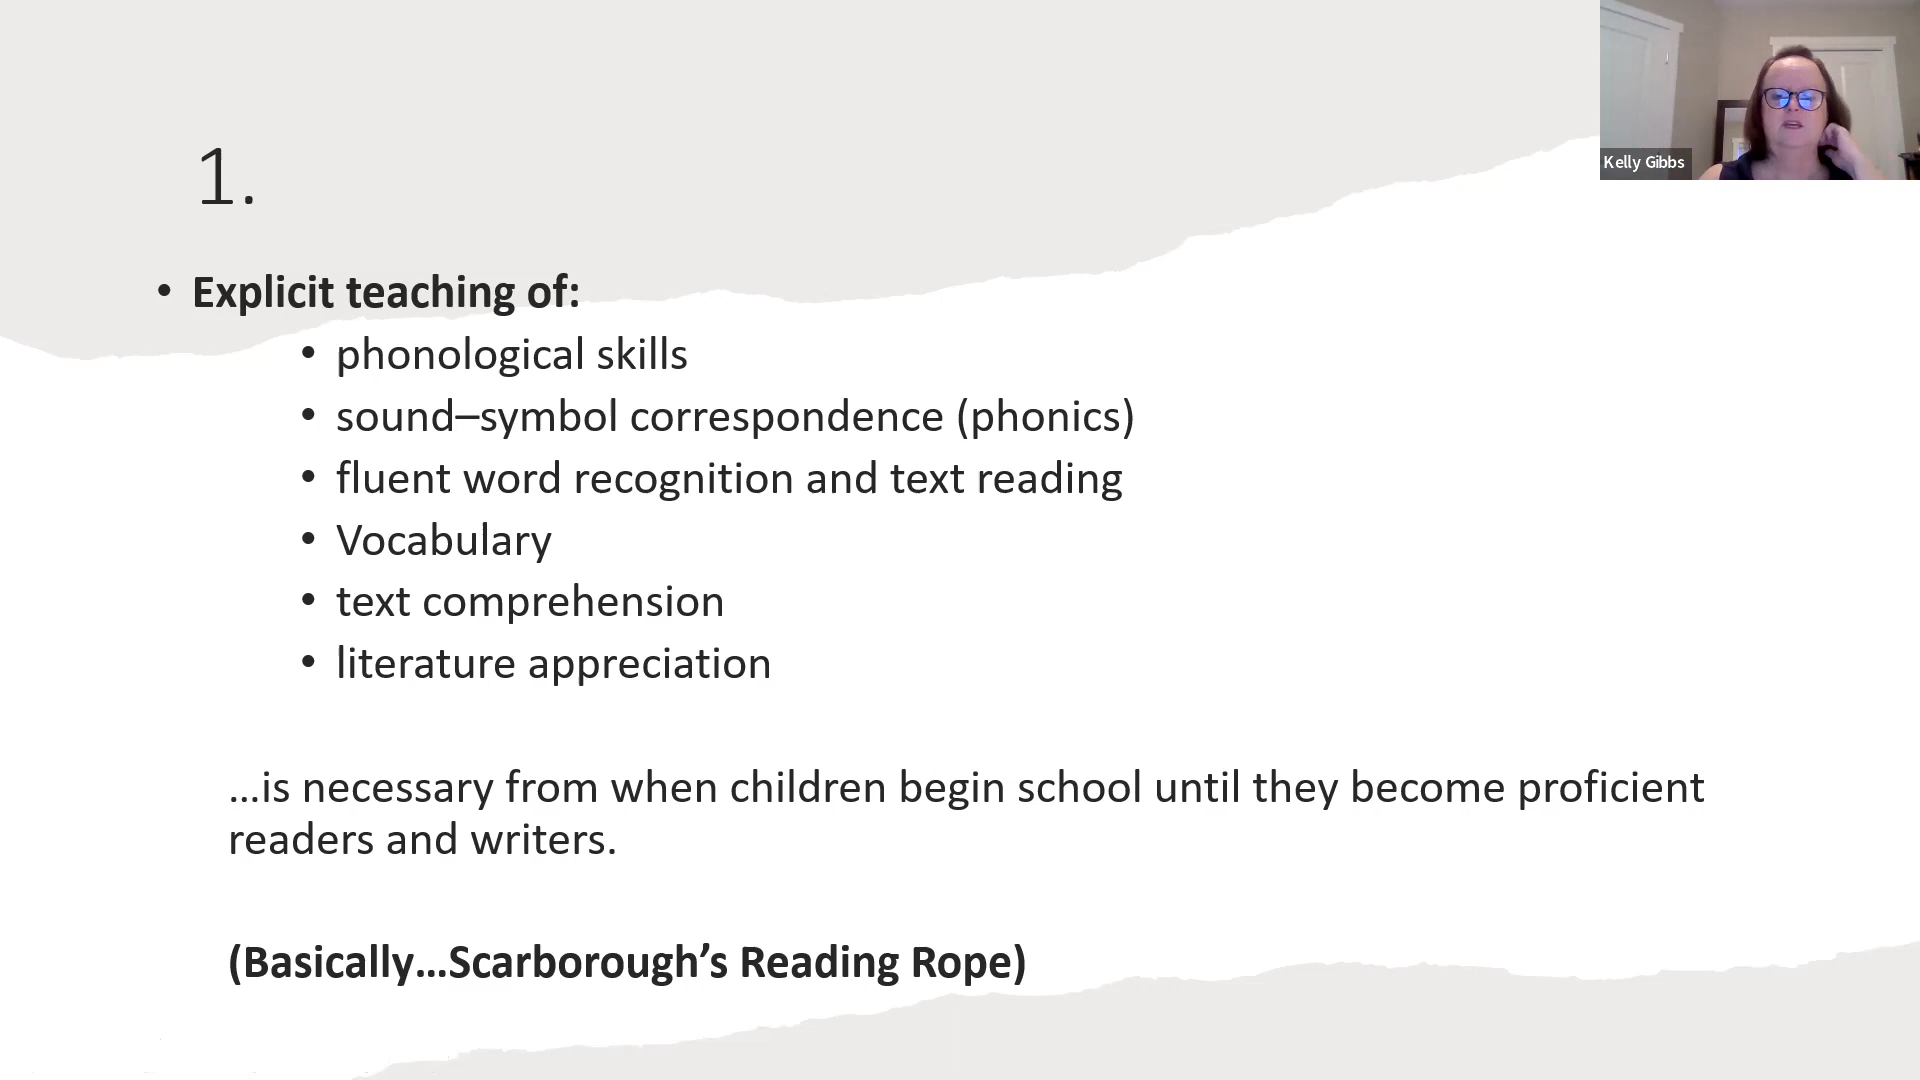 Kelly Gibbs
1.
• Explicit teaching of:
• phonological skills
• sound–symbol correspondence (phonics)
• fluent word recognition and text reading
• Vocabulary
• text comprehension
• literature appreciation
…is necessary from when children begin school until they become proficient
readers and writers.
(Basically…Scarborough’s Reading Rope)